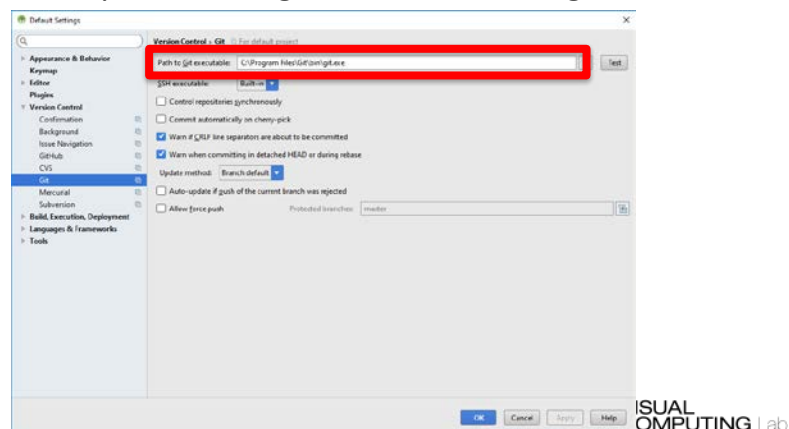 Default Settings
Version Control › Git For default project
Appearance & Behavior
Keymap
Editor
Plugins
Version Control
Confirmation
Background
Issue Navigation
GitHub
CVS
Git
Mercurial
Subversion
Build, Execution, Deployment
Languages & Frameworks
Tools
Path to Git executable: C:\Program Files\Git\bin\git.exe Test
SSH executable: Built-in
Control repositories synchronously
Commit automatically on cherry-pick
Warn if CRLF line separators are about to be committed
Warn when committing in detached HEAD or during rebase
Update method: Branch default
Auto-update if push of the current branch was rejected
Allow force push Protected branches: master
OK Cancel Apply Help
ISUAL
OMPUTING Lab